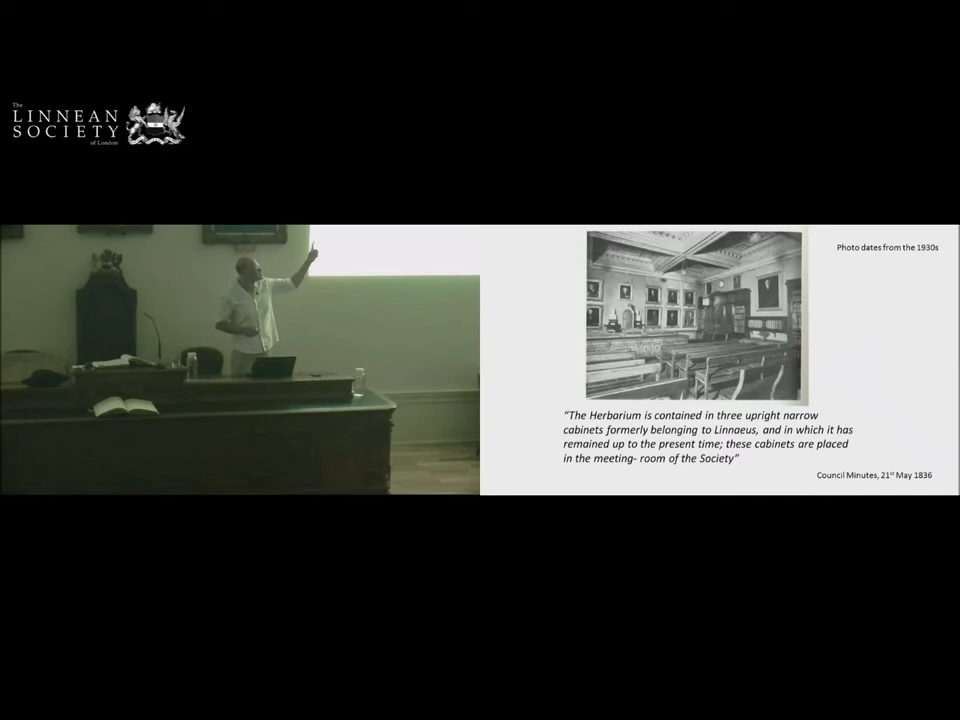 The
LINNEAN
SOCIETY
of London
Photo dates from the 1930s
“The Herbarium is contained in three upright narrow
cabinets formerly belonging to Linnaeus, and in which it has
remained up to the present time; these cabinets are placed
in the meeting- room of the Society”
Council Minutes, 21st May 1836